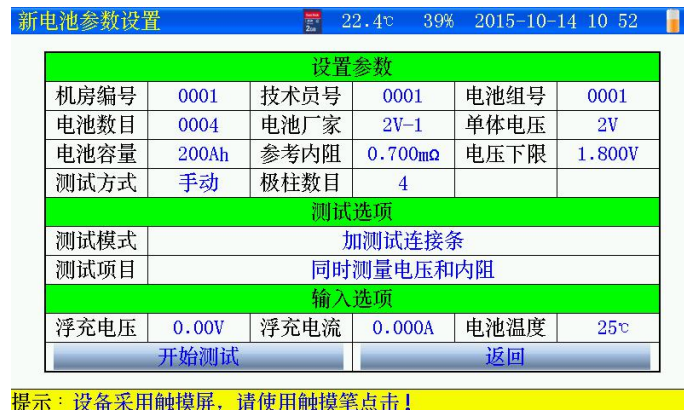 新电池参数设置 22.4℃ 39% 2015-10-14 10 52
设置参数
机房编号 0001 技术员号 0001 电池组号 0001
电池数目 0004 电池厂家 2V-1 单体电压 2V
电池容量 200Ah 参考内阻 0.700mΩ 电压下限 1.800V
测试方式 手动 极柱数目 4
测试选项
测试模式 加测试连接条
测试项目 同时测量电压和内阻
输入选项
浮充电压 0.00V 浮充电流 0.000A 电池温度 25℃
开始测试 返回
提示：设备采用触摸屏，请使用触摸笔点击！